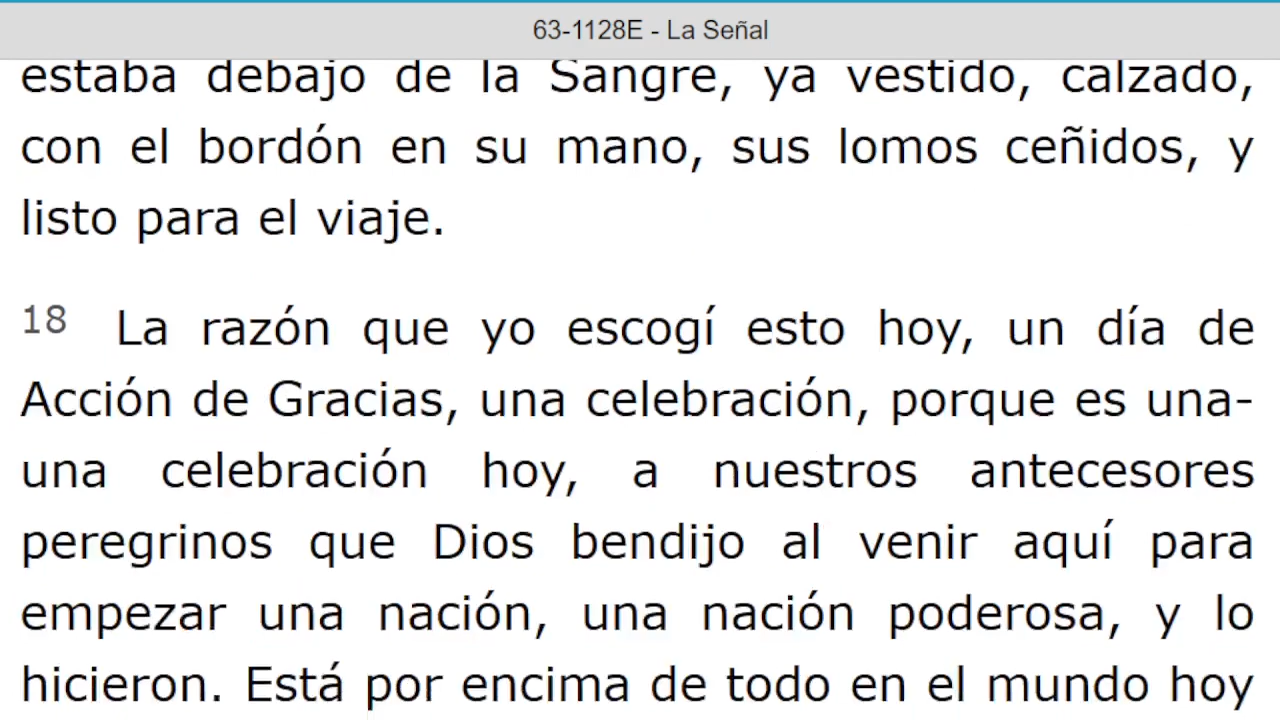 63-1128E - La Señal
estaba debajo de la Sangre, ya vestido, calzado,
con el bordón en su mano, sus lomos ceñidos, y
listo para el viaje.
18 La razón que yo escogí esto hoy, un día de
Acción de Gracias, una celebración, porque es una-
una celebración hoy, a nuestros antecesores
peregrinos que Dios bendijo al venir aquí para
empezar una nación, una nación poderosa, y lo
hicieron. Está por encima de todo en el mundo hoy